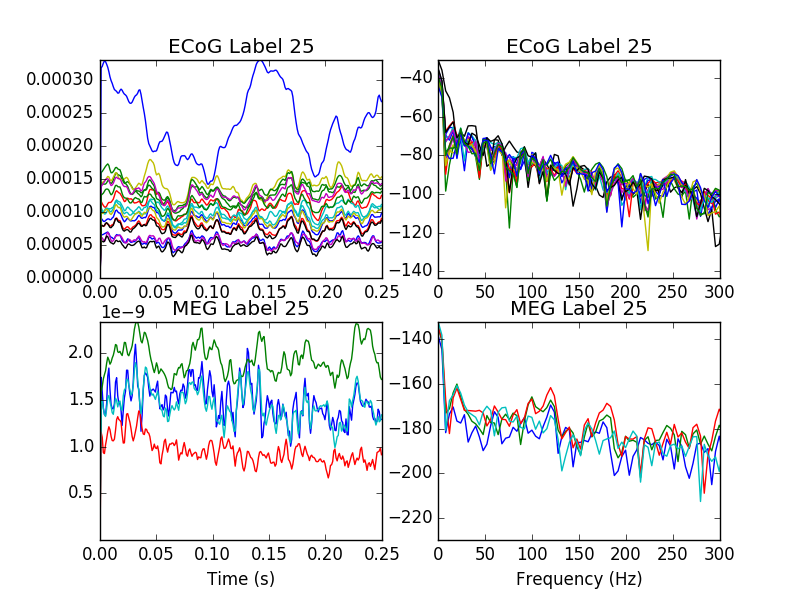 ECoG Label 25
0.00030
0.00025
0.00020
0.00015
0.00010
0.00005
0.00000
0.00 0.05 0.10 0.15 0.20 0.25
ECoG Label 25
−40
−60
−80
−100
−120
−140
0 50 100 150 200 250 300
1e−9
MEG Label 25
2.0
1.5
1.0
0.5
0.00 0.05 0.10 0.15 0.20 0.25
Time (s)
MEG Label 25
−140
−160
−180
−200
−220
0 50 100 150 200 250 300
Frequency (Hz)